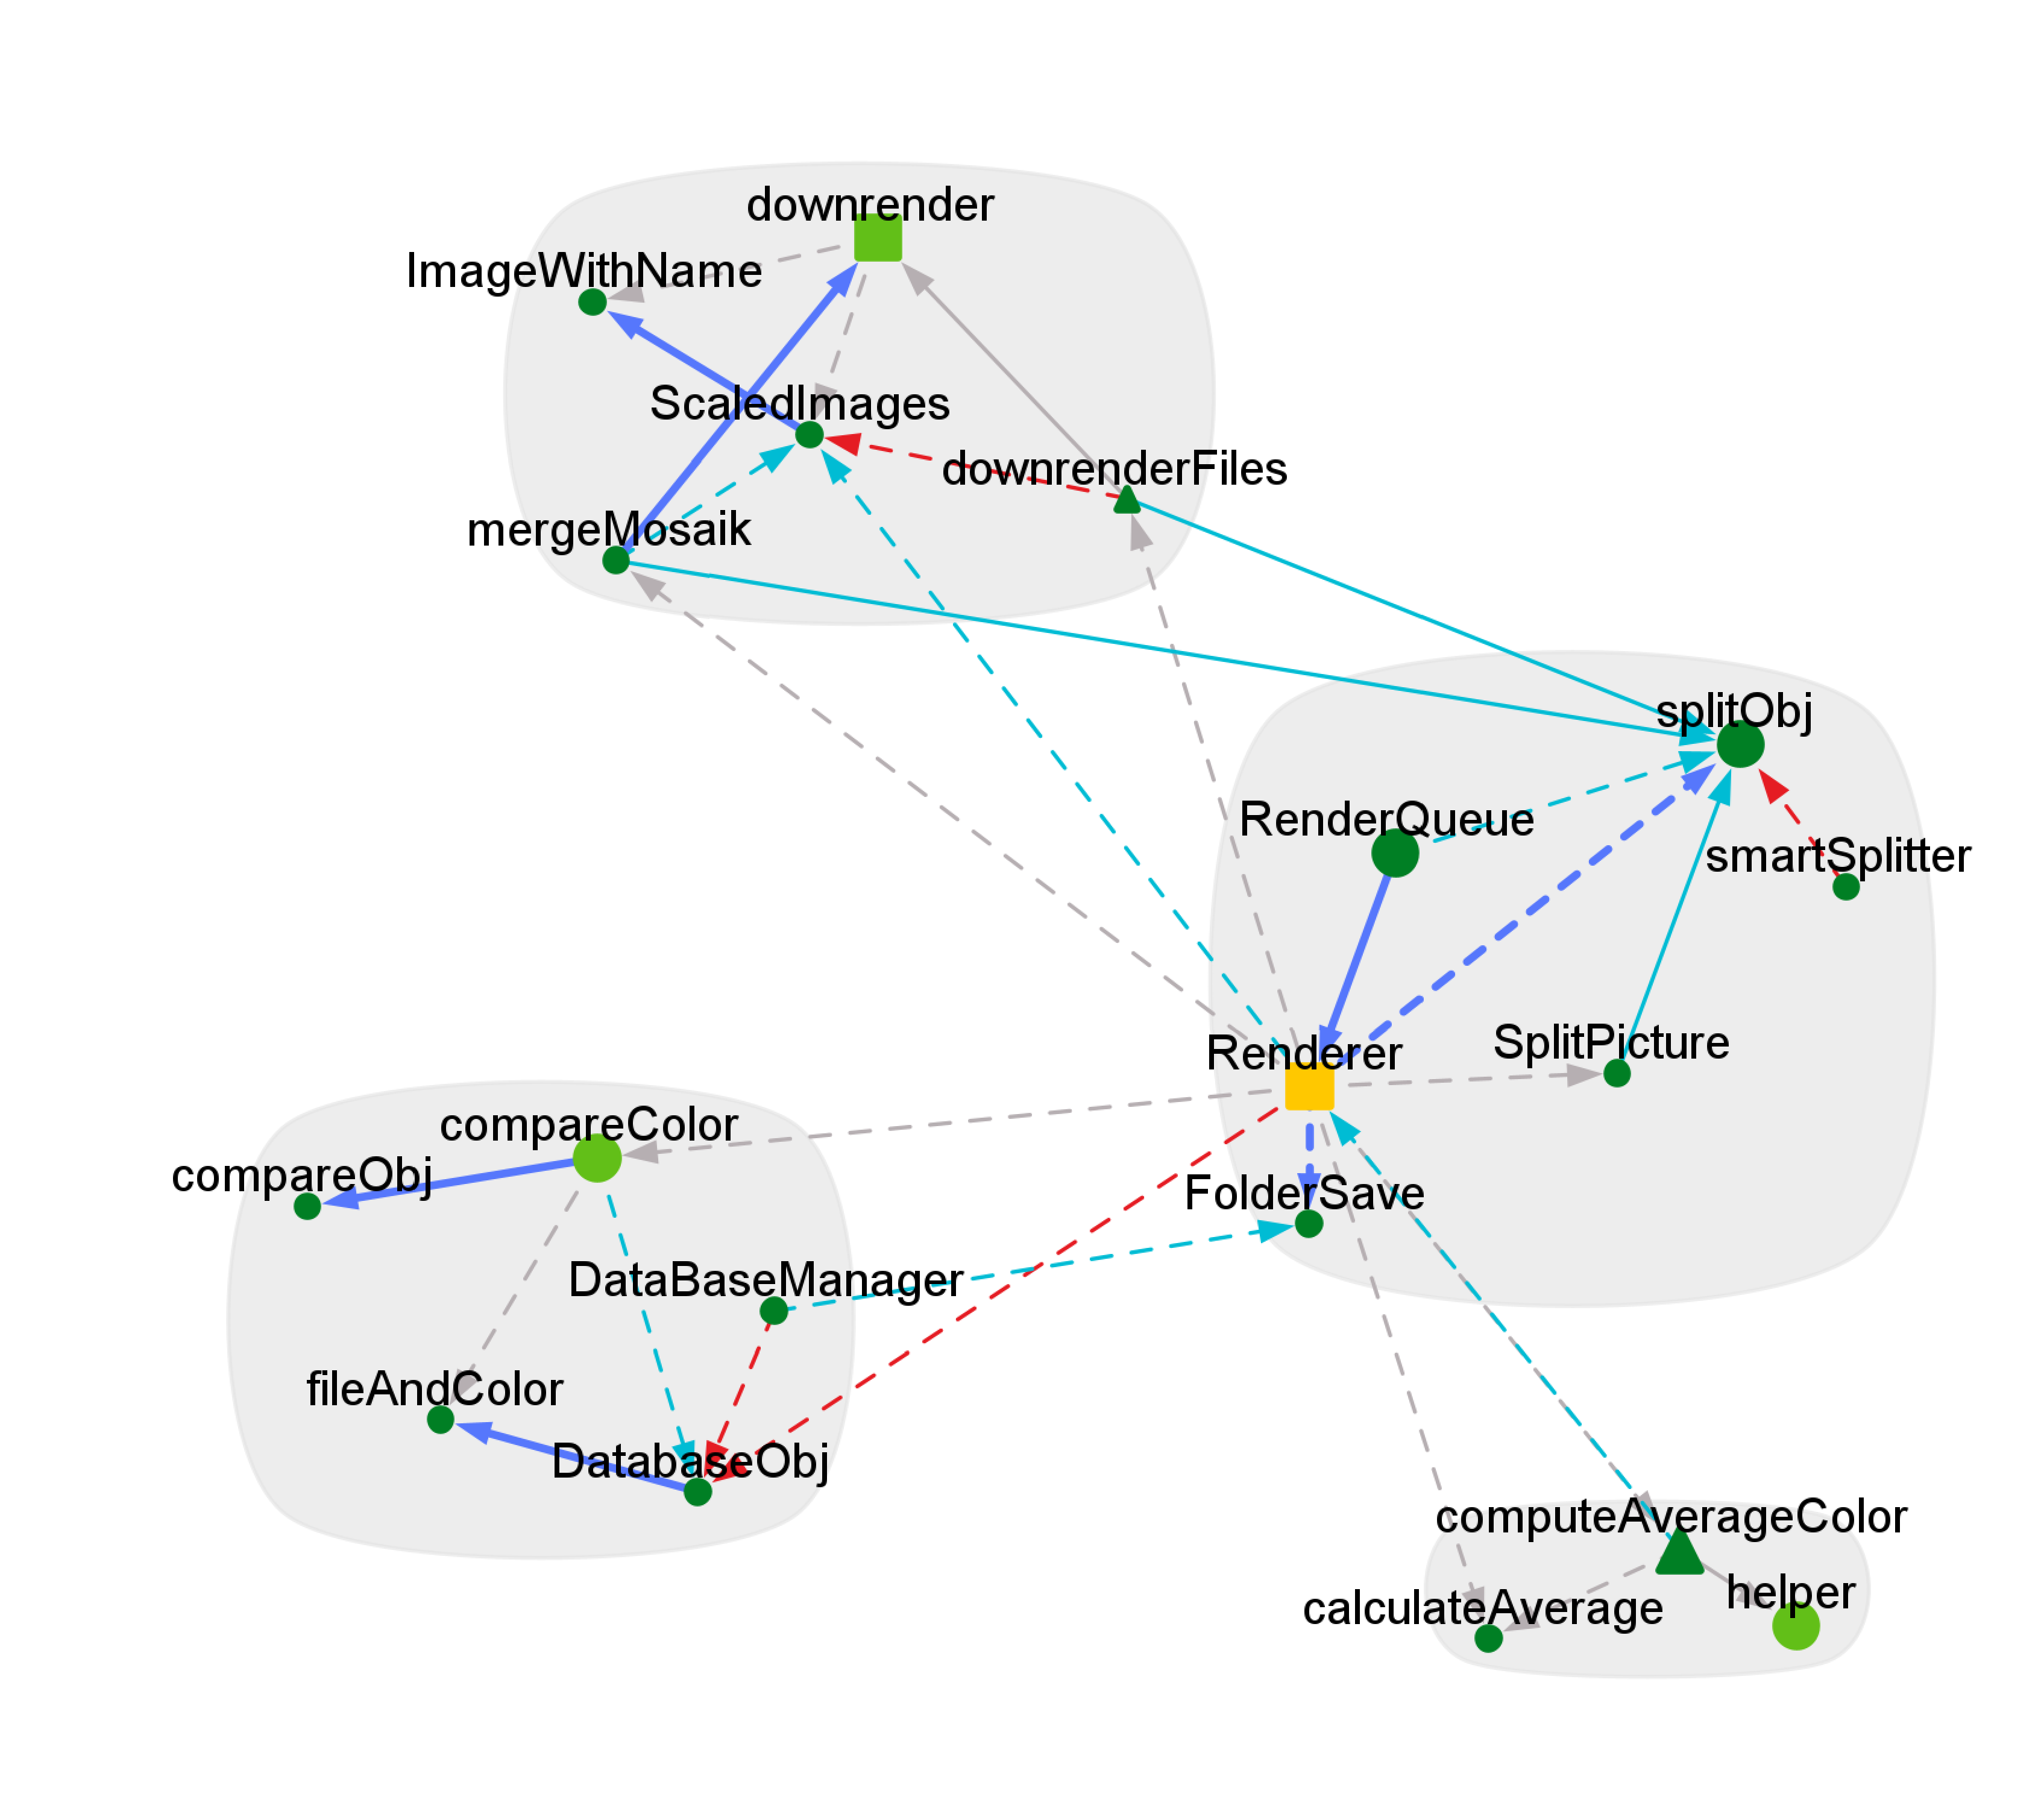 downrender
ImageWithName
ScaledImages
downrenderFiles
mergeMosaik
splitObj
RenderQueue
smartSplitter
Renderer
SplitPicture
compareColor
compareObj
FolderSave
DataBaseManager
fileAndColor
DatabaseObj
computeAverageColor
helper
calculateAverage